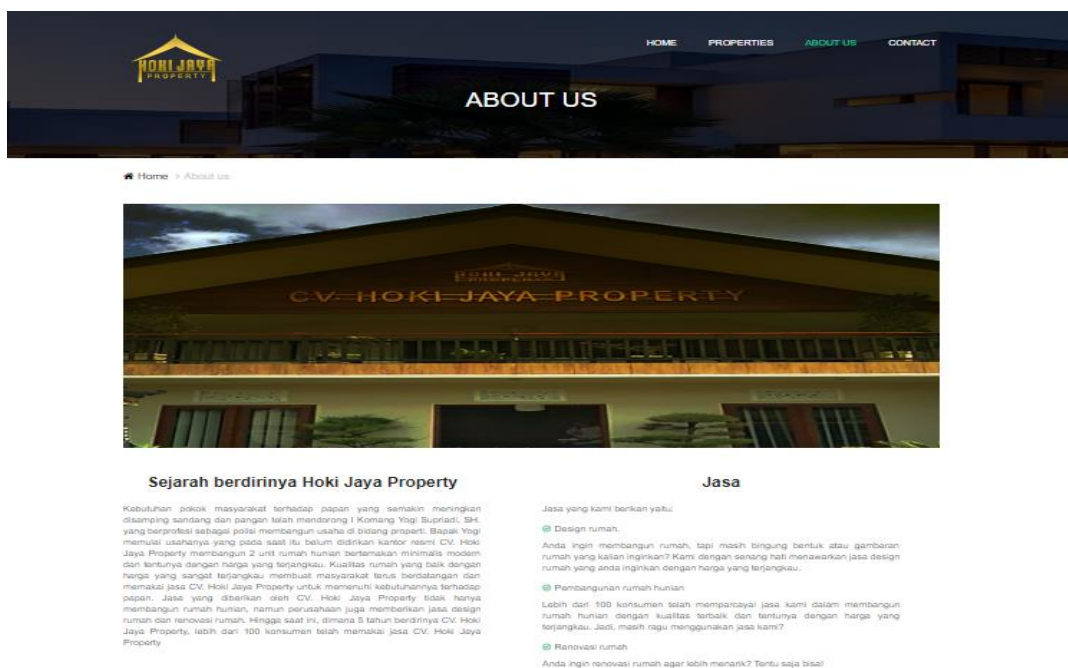 HOKI JAYA
PROPERTY
HOME PROPERTIES ABOUT US CONTACT
ABOUT US
Home > About us
HOKI JAYA
PROPERTY
CV HOKI JAYA PROPERTY
Sejarah berdirinya Hoki Jaya Property
Kebutuhan pokok masyarakat terhadap papan yang semakin meningkan
disamping sandang dan pangan telah mendorong I Komang Yogi Supriadi, SH.
yang berprofesi sebagai polisi membangun usaha di bidang properti. Bapak Yogi
memulai usahanya yang pada saat itu belum didirikan kantor resmi CV. Hoki
Jaya Property membangun 2 unit rumah hunian bertemakan minimalis modern
dan tentunya dengan harga yang terjangkau. Kualitas rumah yang baik dengan
harga yang sangat terjangkau membuat masyarakat terus berdatangan dan
memakai jasa CV. Hoki Jaya Property untuk memenuhi kebutuhannya terhadap
papan. Jasa yang diberikan oleh CV. Hoki Jaya Property tidak hanya
membangun rumah hunian, namun perusahaan juga memberikan jasa design
rumah dan renovasi rumah. Hingga saat ini, dimana 5 tahun berdirinya CV. Hoki
Jaya Property, lebih dari 100 konsumen telah memakai jasa CV. Hoki Jaya
Property
Jasa
Jasa yang kami berikan yaitu:
Design rumah.
Anda ingin membangun rumah, tapi masih bingung bentuk atau gambaran
rumah yang kalian inginkan? Kami dengan senang hati menawarkan jasa design
rumah yang anda inginkan dengan harga yang terjangkau.
Pembangunan rumah hunian
Lebih dari 100 konsumen telah mempercayai jasa kami dalam membangun
rumah hunian dengan kualitas terbaik dan tentunya dengan harga yang
terjangkau. Jadi, masih ragu menggunakan jasa kami?
Renovasi rumah
Anda ingin renovasi rumah agar lebih menarik? Tentu saja bisa!